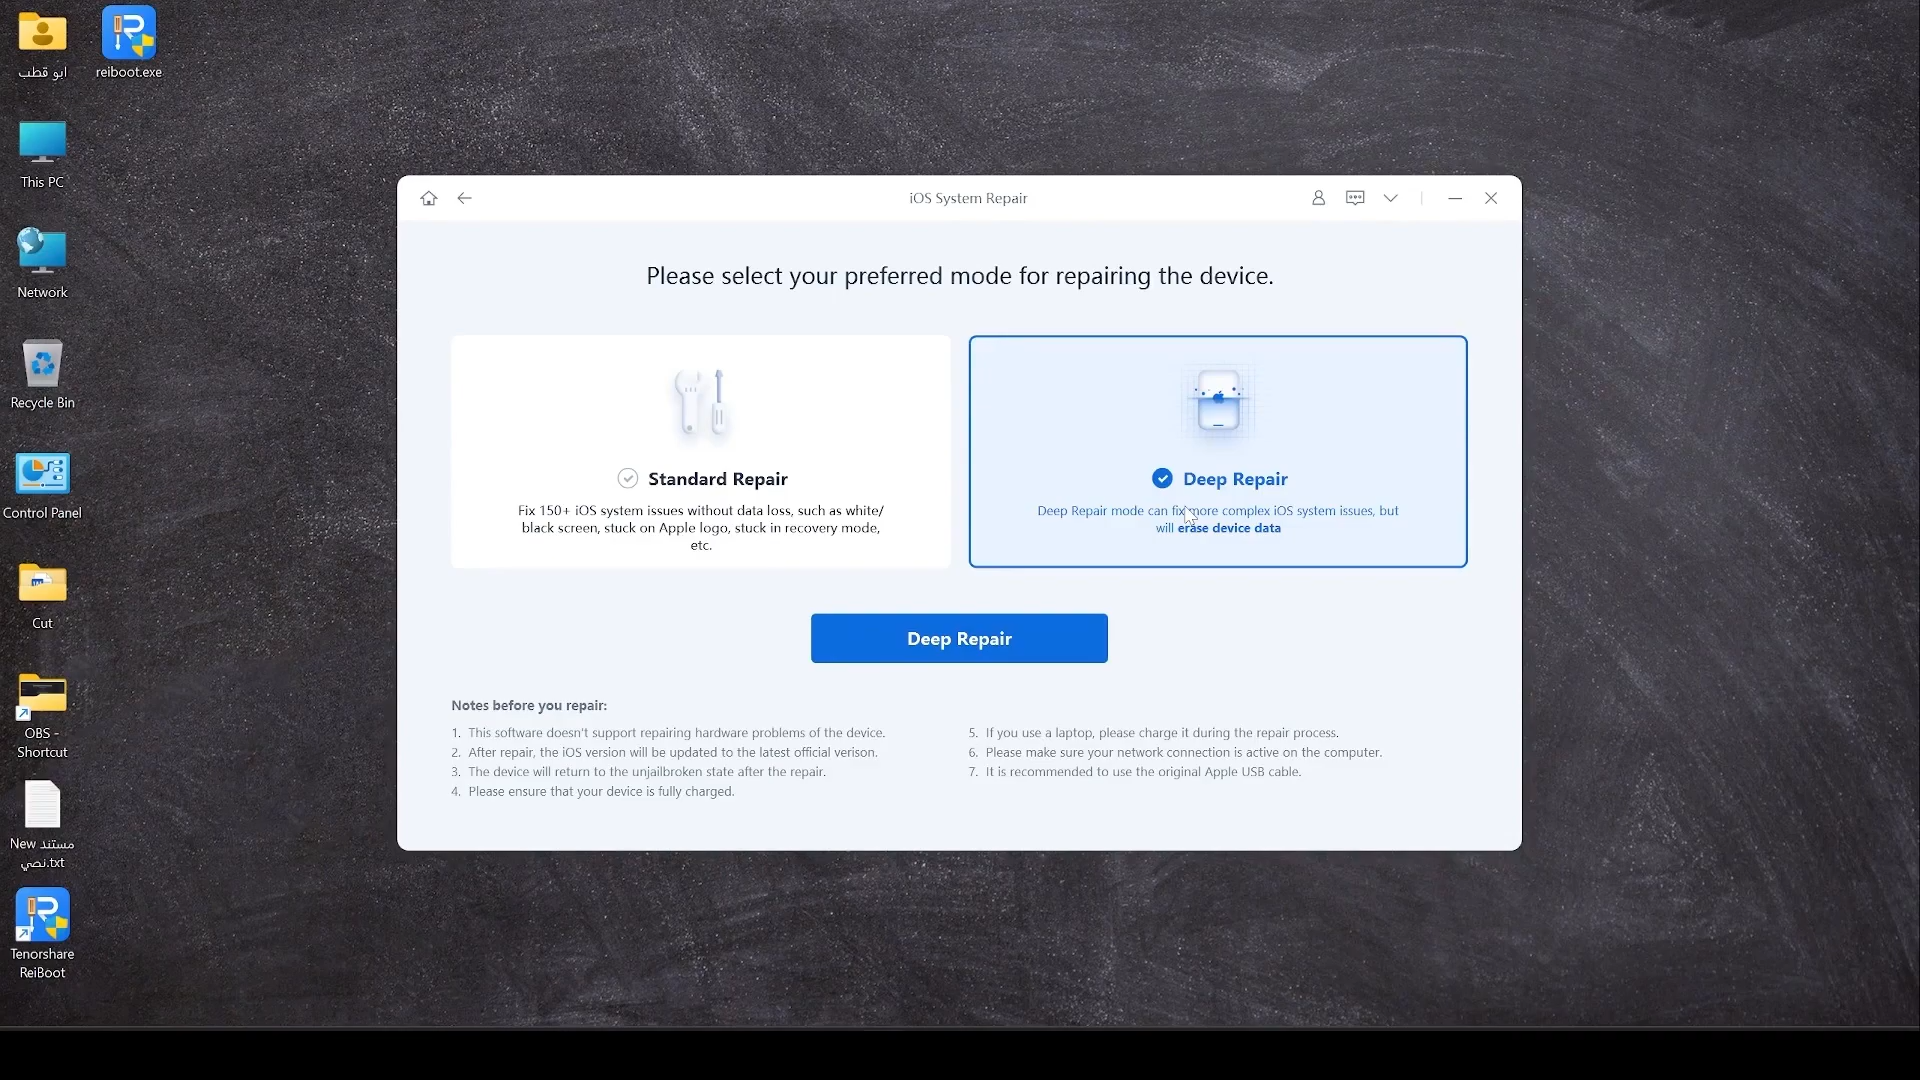 ابو قطب
reiboot.exe
This PC
Network
Recycle Bin
Control Panel
Cut
OBS -
Shortcut
New مستند
نصي.txt
Tenorshare
ReiBoot
iOS System Repair
Please select your preferred mode for repairing the device.
Standard Repair
Fix 150+ iOS system issues without data loss, such as white/
black screen, stuck on Apple logo, stuck in recovery mode,
etc.
Deep Repair
Deep Repair mode can fix more complex iOS system issues, but
will erase device data
Deep Repair
Notes before you repair:
1. This software doesn't support repairing hardware problems of the device.
2. After repair, the iOS version will be updated to the latest official verison.
3. The device will return to the unjailbroken state after the repair.
4. Please ensure that your device is fully charged.
5. If you use a laptop, please charge it during the repair process.
6. Please make sure your network connection is active on the computer.
7. It is recommended to use the original Apple USB cable.